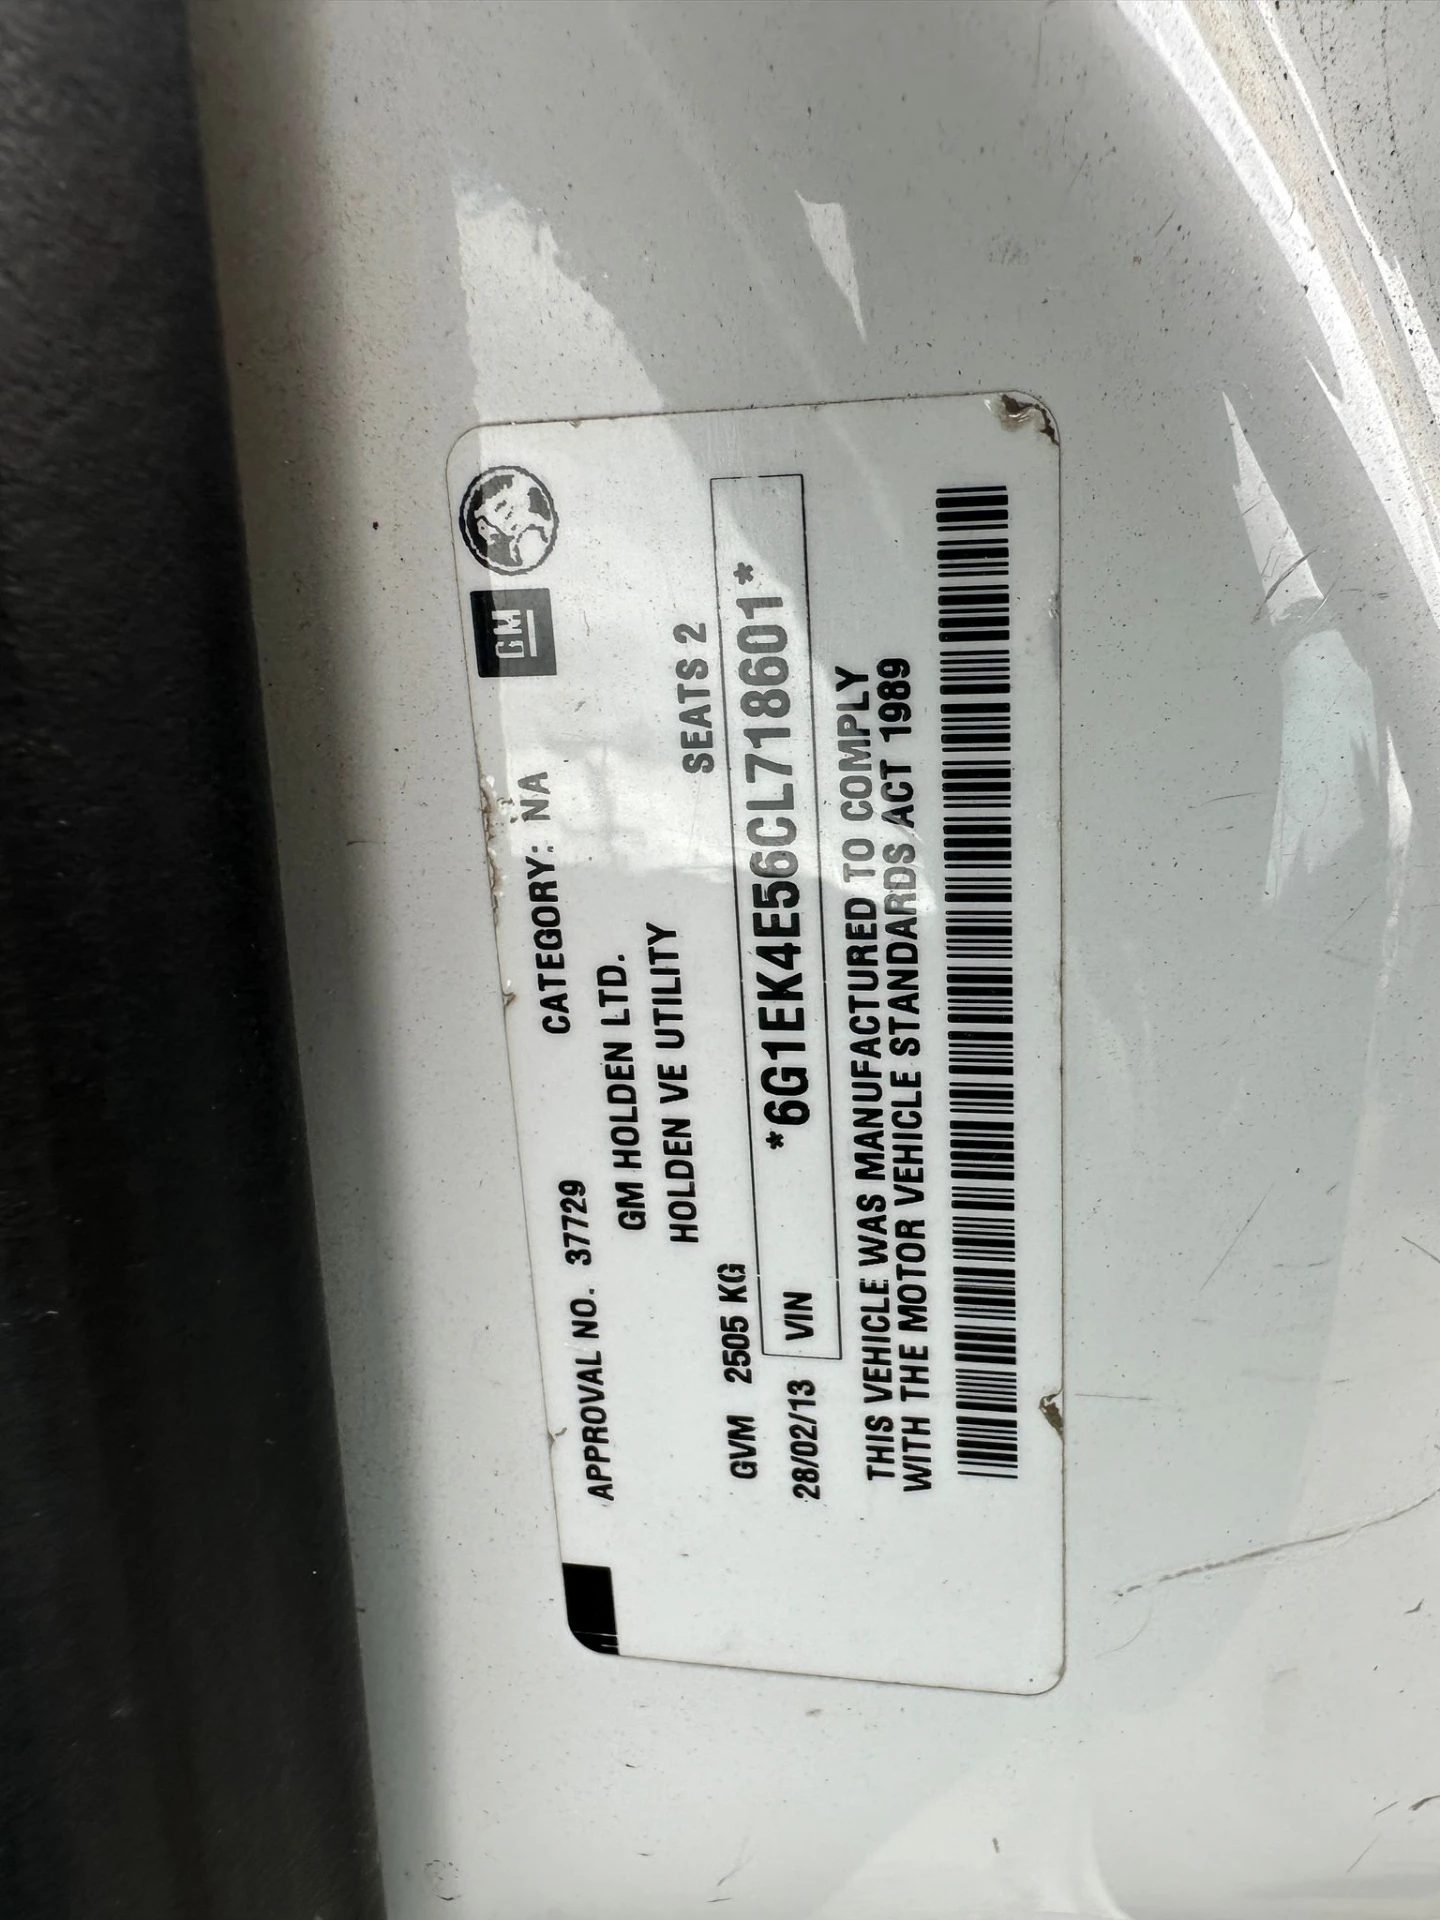 GM
APPROVAL NO. 37729 CATEGORY: NA
GM HOLDEN LTD.
HOLDEN VE UTILITY
GVM 2505 KG SEATS 2
28/02/13 VIN *6G1EK4E56CL718601*
THIS VEHICLE WAS MANUFACTURED TO COMPLY
WITH THE MOTOR VEHICLE STANDARDS ACT 1989